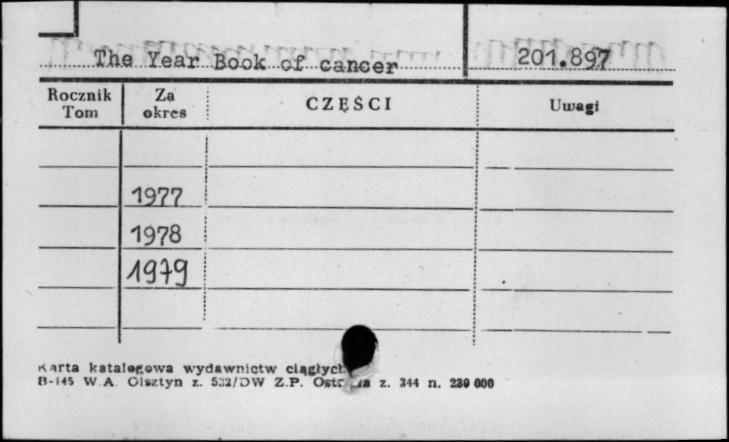 The Year Book of cancer 201.897
Rocznik Tom Za okres CZĘŚCI Uwagi
1977
1978
1979
Karta katalogowa wydawnictw ciągłych
B-145 W.A. Olsztyn z. 532/DW Z.P. z. 344 n. 230 000